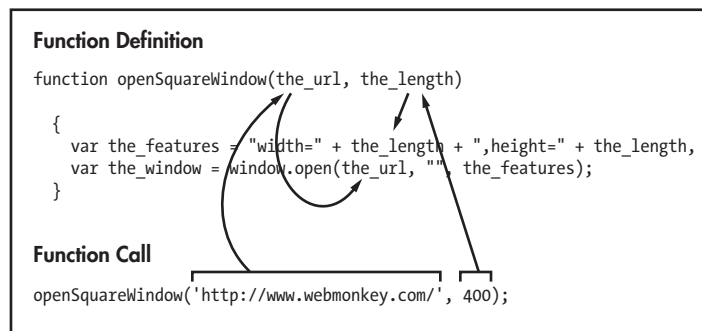 Function Definition
function openSquareWindow(the_url, the_length)
{
var the_features = "width=" + the_length + ",height=" + the_length,
var the_window = window.open(the_url, "", the_features);
}
Function Call
openSquareWindow('http://www.webmonkey.com/', 400);